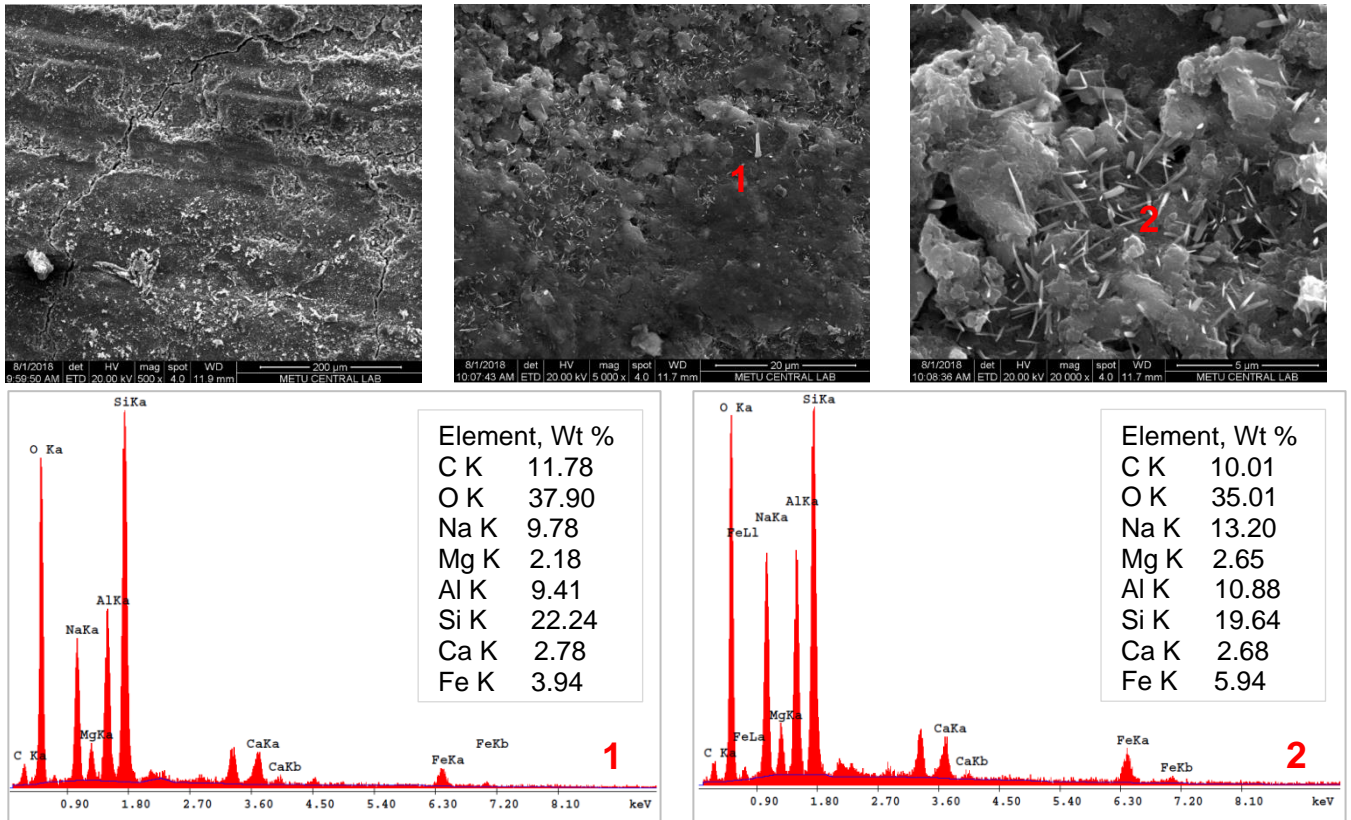 1
2
8/1/2018 det HV mag spot WD 200 µm
9:59:50 AM ETD 20.00 kV 500 x 4.0 11.9 mm METU CENTRAL LAB
8/1/2018 det HV mag spot WD 20 µm
10:07:43 AM ETD 20.00 kV 5 000 x 4.0 11.7 mm METU CENTRAL LAB
8/1/2018 det HV mag spot WD 5 µm
10:08:36 AM ETD 20.00 kV 20 000 x 4.0 11.7 mm METU CENTRAL LAB
SiKa
O Ka
AlKa
NaKa
MgKa
C Ka
CaKa
CaKb
FeKa
FeKb
Element, Wt %
C K 11.78
O K 37.90
Na K 9.78
Mg K 2.18
Al K 9.41
Si K 22.24
Ca K 2.78
Fe K 3.94
1
0.90 1.80 2.70 3.60 4.50 5.40 6.30 7.20 8.10 keV
SiKa
O Ka
AlKa
NaKa
FeLl
MgKa
FeLa
C Ka
CaKa
CaKb
FeKa
FeKb
Element, Wt %
C K 10.01
O K 35.01
Na K 13.20
Mg K 2.65
Al K 10.88
Si K 19.64
Ca K 2.68
Fe K 5.94
2
0.90 1.80 2.70 3.60 4.50 5.40 6.30 7.20 8.10 keV